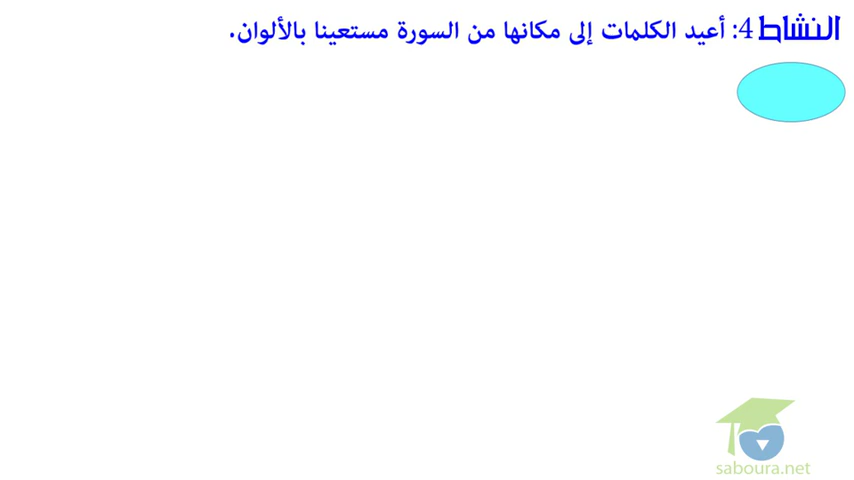 النشاط 4: أعيد الكلمات إلى مكانها من السورة مستعينا بالألوان.
saboura.net